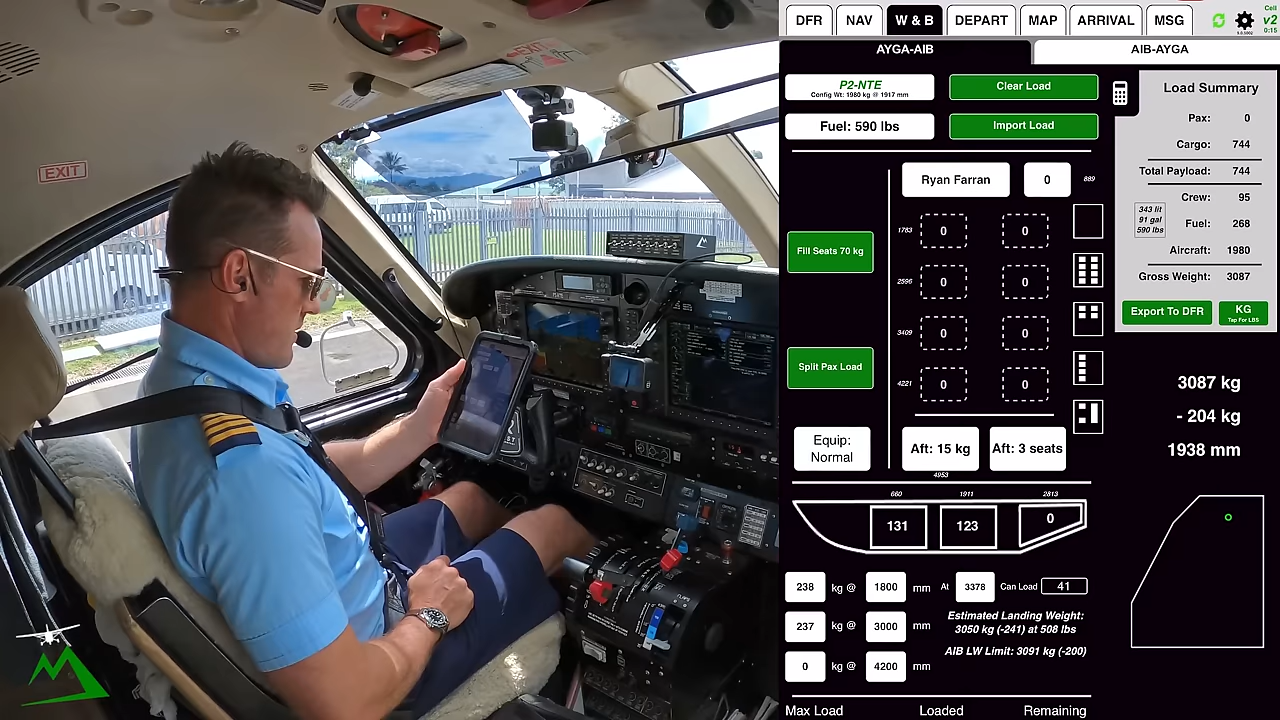 DFR
NAV
W & B
DEPART
MAP
ARRIVAL
MSG
Cell
v2
0:15
AYGA-AIB
AIB-AYGA
P2-NTE
Config Wt: 1980 kg @ 1917 mm
Clear Load
Fuel: 590 lbs
Import Load
Load Summary
Pax: 0
Cargo: 744
Total Payload: 744
Crew: 95
343 lit
91 gal
590 lbs
Fuel: 268
Aircraft: 1980
Gross Weight: 3087
Export To DFR
KG
Tap For LBS
Ryan Farran
0
889
1783
0
0
Fill Seats 70 kg
2596
0
0
3409
0
0
Split Pax Load
4221
0
0
Equip:
Normal
Aft: 15 kg
Aft: 3 seats
4953
3087 kg
- 204 kg
1938 mm
660
1911
2813
131
123
0
238 kg @ 1800 mm At 3378 Can Load 41
237 kg @ 3000 mm
Estimated Landing Weight:
3050 kg (-241) at 508 lbs
AIB LW Limit: 3091 kg (-200)
0 kg @ 4200 mm
Max Load Loaded Remaining
EXIT
EXIT